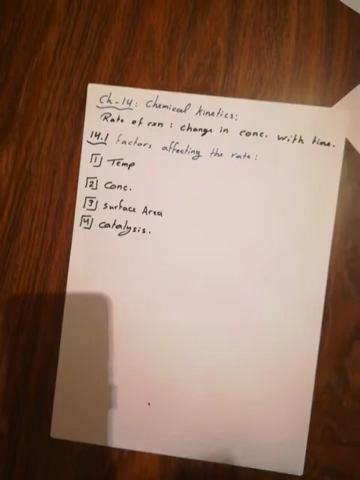 Ch-14: Chemical kinetics:
Rate of rxn: change in conc. with time.
14.1 factors affecting the rate:
[1] Temp
[2] Conc.
[3] Surface Area
[4] catalysis.